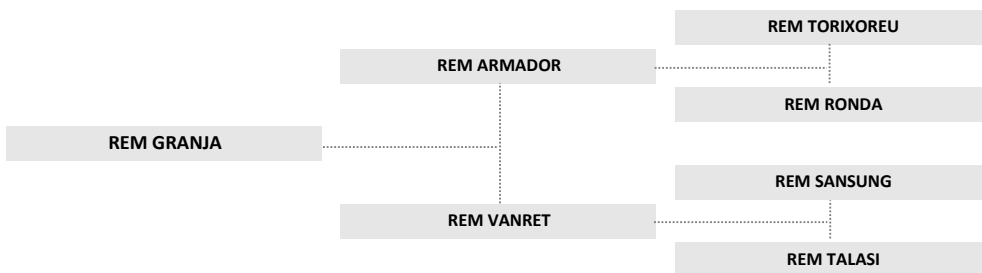 REM TORIXOREU
REM ARMADOR
REM RONDA
REM GRANJA
REM SANSUNG
REM VANRET
REM TALASI